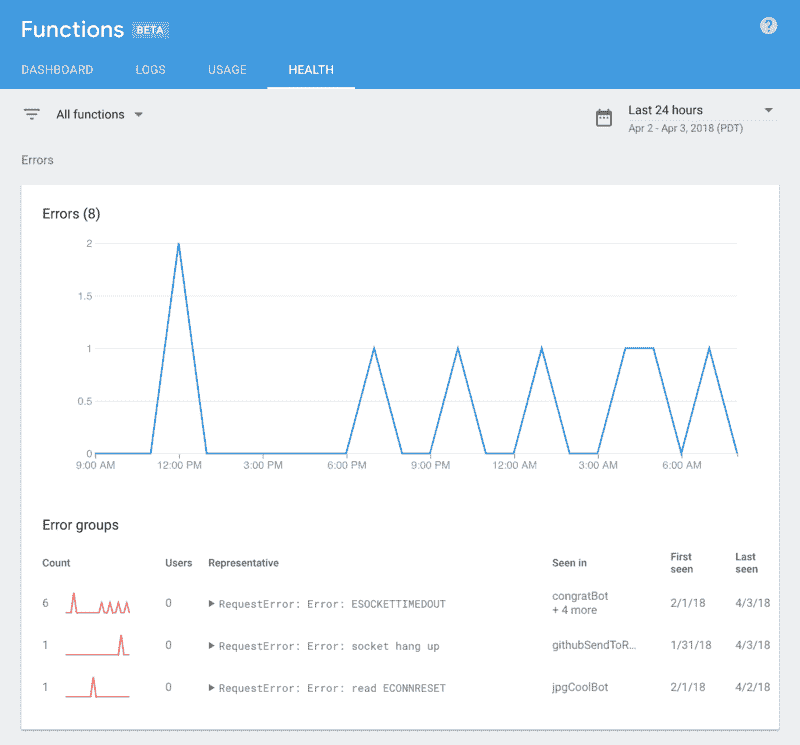 Functions BETA
?
DASHBOARD LOGS USAGE HEALTH
All functions
Last 24 hours
Apr 2 - Apr 3, 2018 (PDT)
Errors
Errors (8)
2
1.5
1
0.5
0
9:00 AM 12:00 PM 3:00 PM 6:00 PM 9:00 PM 12:00 AM 3:00 AM 6:00 AM
Error groups
Count Users Representative Seen in First seen Last seen
6 0 RequestError: Error: ESOCKETTIMEDOUT congratBot + 4 more 2/1/18 4/3/18
1 0 RequestError: Error: socket hang up githubSendToR... 1/31/18 4/3/18
1 0 RequestError: Error: read ECONNRESET jpgCoolBot 2/1/18 4/2/18